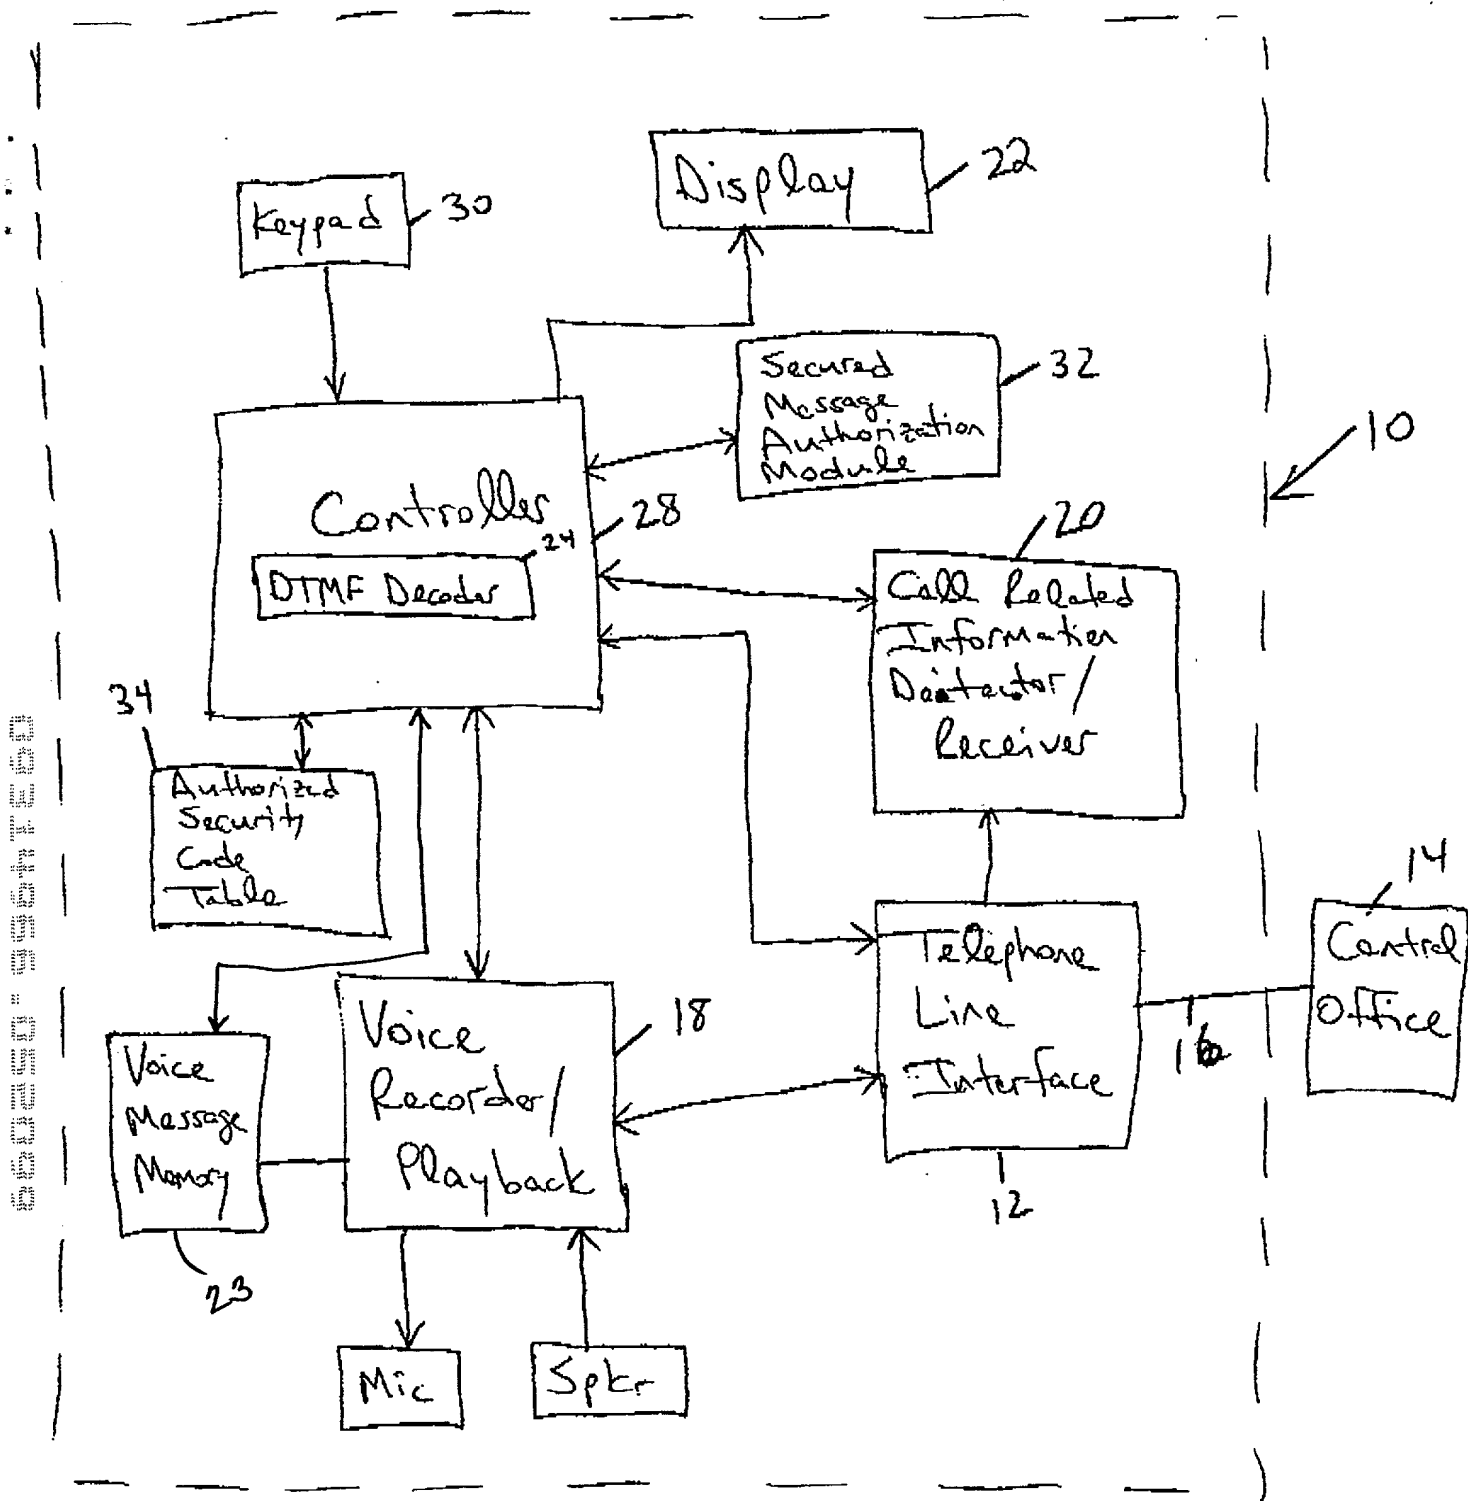 Display
22
Keypad
30
Secured
Message
Authorization
Module
32
10
Controller
28
24
DTMF Decoder
20
Call Related
Information
Detector/
Receiver
34
Authorized
Security
Code
Table
14
Central
Office
Telephone
Line
Interface
16
12
Voice
Recorder/
Playback
18
Voice
Message
Memory
23
Mic
Spkr